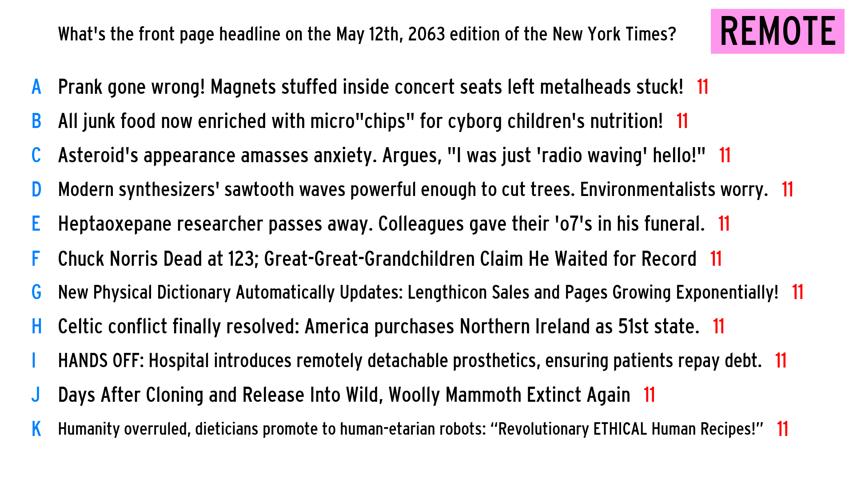 What's the front page headline on the May 12th, 2063 edition of the New York Times? REMOTE
A Prank gone wrong! Magnets stuffed inside concert seats left metalheads stuck! 11
B All junk food now enriched with micro"chips" for cyborg children's nutrition! 11
C Asteroid's appearance amasses anxiety. Argues, "I was just 'radio waving' hello!" 11
D Modern synthesizers' sawtooth waves powerful enough to cut trees. Environmentalists worry. 11
E Heptaoxepane researcher passes away. Colleagues gave their 'o7's in his funeral. 11
F Chuck Norris Dead at 123; Great-Great-Grandchildren Claim He Waited for Record 11
G New Physical Dictionary Automatically Updates: Lengthicon Sales and Pages Growing Exponentially! 11
H Celtic conflict finally resolved: America purchases Northern Ireland as 51st state. 11
I HANDS OFF: Hospital introduces remotely detachable prosthetics, ensuring patients repay debt. 11
J Days After Cloning and Release Into Wild, Woolly Mammoth Extinct Again 11
K Humanity overruled, dieticians promote to human-etarian robots: “Revolutionary ETHICAL Human Recipes!” 11